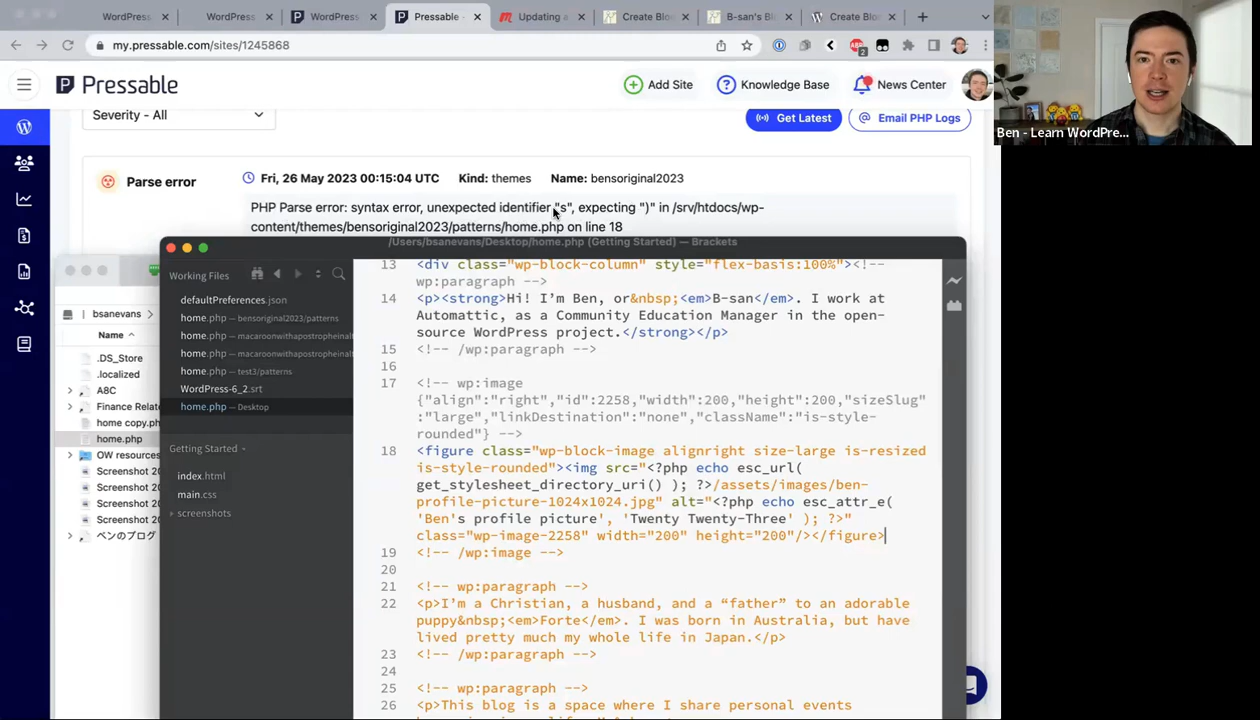 WordPress
WordPress
WordPress
Pressable
Updating a
Create Blo
B-san's Bl
Create Bloc
my.pressable.com/sites/1245868
2
Pressable
Add Site
Knowledge Base
News Center
Ben - Learn WordPre...
Severity - All
Get Latest
Email PHP Logs
Parse error
Fri, 26 May 2023 00:15:04 UTC Kind: themes Name: bensoriginal2023
PHP Parse error: syntax error, unexpected identifier "s", expecting ")" in /srv/htdocs/wp-
content/themes/bensoriginal2023/patterns/home.php on line 18
/Users/bsanevans/Desktop/home.php (Getting Started) — Brackets
bsanevans
Name
.DS_Store
.localized
A8C
Finance Relate
home copy.ph
home.php
OW resources
Screenshot 20
Screenshot 20
Screenshot 20
Screenshot 20
ベンのブログ
Working Files
defaultPreferences.json
home.php — bensoriginal2023/patterns
home.php — macaroonwithapostropheinalt
home.php — macaroonwithapostropheinalt
home.php — test3/patterns
WordPress-6_2.srt
home.php — Desktop
Getting Started
index.html
main.css
screenshots
13 <div class="wp-block-column" style="flex-basis:100%"><!--
wp:paragraph -->
14 <p><strong>Hi! I’m Ben, or&nbsp;<em>B-san</em>. I work at
Automattic, as a Community Education Manager in the open-
source WordPress project.</strong></p>
15 <!-- /wp:paragraph -->
16
17 <!-- wp:image
{"align":"right","id":2258,"width":200,"height":200,"sizeSlug"
:"large","linkDestination":"none","className":"is-style-
rounded"} -->
18 <figure class="wp-block-image alignright size-large is-resized
is-style-rounded"><img src="<?php echo esc_url(
get_stylesheet_directory_uri() ); ?>/assets/images/ben-
profile-picture-1024x1024.jpg" alt="<?php echo esc_attr_e(
'Ben's profile picture', 'Twenty Twenty-Three' ); ?>"
class="wp-image-2258" width="200" height="200"/></figure>
19 <!-- /wp:image -->
20
21 <!-- wp:paragraph -->
22 <p>I’m a Christian, a husband, and a “father” to an adorable
puppy&nbsp;<em>Forte</em>. I was born in Australia, but have
lived pretty much my whole life in Japan.</p>
23 <!-- /wp:paragraph -->
24
25 <!-- wp:paragraph -->
26 <p>This blog is a space where I share personal events